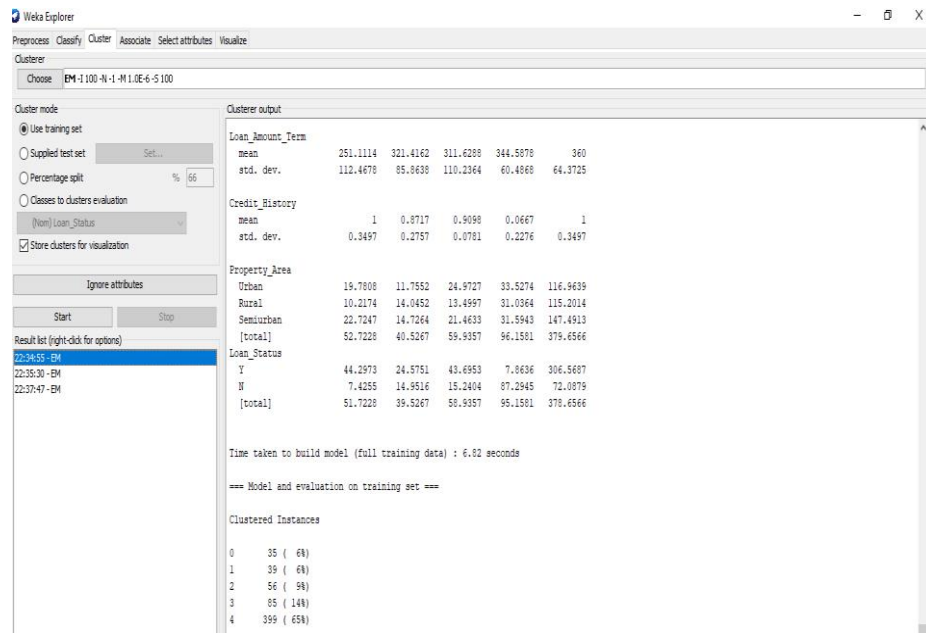 Weka Explorer
Preprocess Classify Cluster Associate Select attributes Visualize
Clusterer
Choose EM -I 100 -N -1 -M 1.0E-6 -S 100
Cluster mode
Use training set
Supplied test set Set...
Percentage split % 66
Classes to clusters evaluation
(Nom) Loan_Status
Store clusters for visualization
Ignore attributes
Start Stop
Result list (right-click for options)
22:34:55 - EM
22:35:30 - EM
22:37:47 - EM
Clusterer output
Loan_Amount_Term
mean 251.1114 321.4162 311.6288 344.5878 360
std. dev. 112.4678 85.8638 110.2364 60.4868 64.3725
Credit_History
mean 1 0.8717 0.9098 0.0667 1
std. dev. 0.3497 0.2757 0.0781 0.2276 0.3497
Property_Area
Urban 19.7808 11.7552 24.9727 33.5274 116.9639
Rural 10.2174 14.0452 13.4997 31.0364 115.2014
Semiurban 22.7247 14.7264 21.4633 31.5943 147.4913
[total] 52.7228 40.5267 59.9357 96.1581 379.6566
Loan_Status
Y 44.2973 24.5751 43.6953 7.8636 306.5687
N 7.4255 14.9516 15.2404 87.2945 72.0879
[total] 51.7228 39.5267 58.9357 95.1581 378.6566
Time taken to build model (full training data) : 6.82 seconds
=== Model and evaluation on training set ===
Clustered Instances
0 35 ( 6%)
1 39 ( 6%)
2 56 ( 9%)
3 85 ( 14%)
4 399 ( 65%)